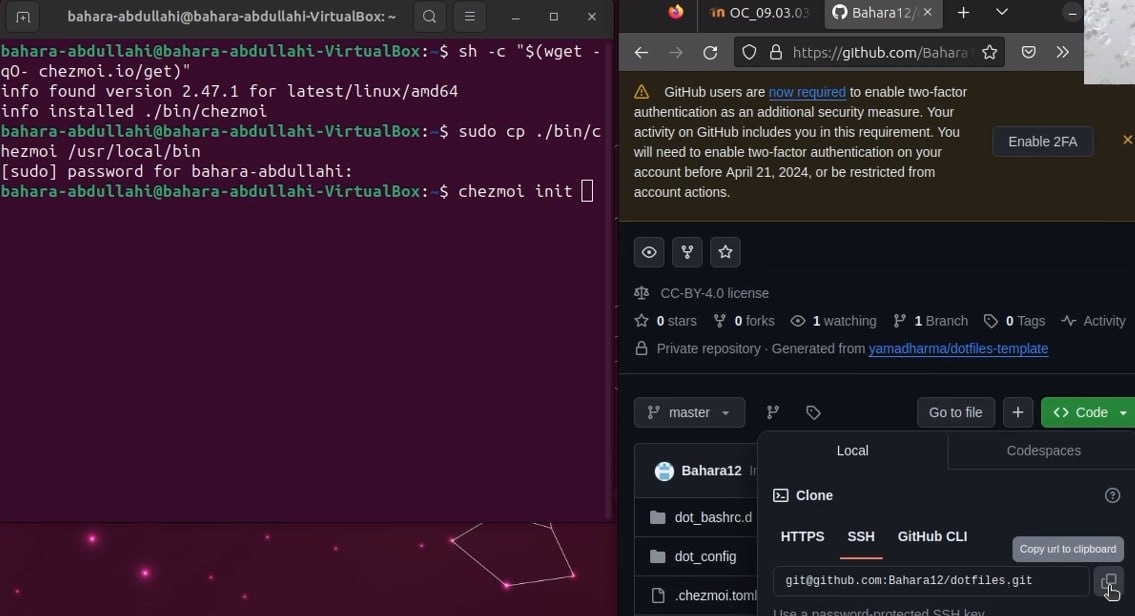 bahara-abdullahi@bahara-abdullahi-VirtualBox: ~
bahara-abdullahi@bahara-abdullahi-VirtualBox:~$ sh -c "$(wget -
qO- chezmoi.io/get)"
info found version 2.47.1 for latest/linux/amd64
info installed ./bin/chezmoi
bahara-abdullahi@bahara-abdullahi-VirtualBox:~$ sudo cp ./bin/c
hezmoi /usr/local/bin
[sudo] password for bahara-abdullahi:
bahara-abdullahi@bahara-abdullahi-VirtualBox:~$ chezmoi init
OC_09.03.03
Bahara12/
https://github.com/Bahara1
GitHub users are now required to enable two-factor
authentication as an additional security measure. Your
activity on GitHub includes you in this requirement. You
will need to enable two-factor authentication on your
account before April 21, 2024, or be restricted from
account actions.
Enable 2FA
CC-BY-4.0 license
0 stars 0 forks 1 watching 1 Branch 0 Tags Activity
Private repository · Generated from yamadharma/dotfiles-template
master Go to file Code
Local Codespaces
Bahara12
Clone
dot_bashrc.d
HTTPS SSH GitHub CLI
Copy url to clipboard
dot_config
git@github.com:Bahara12/dotfiles.git
.chezmoi.toml
Use a password-protected SSH key